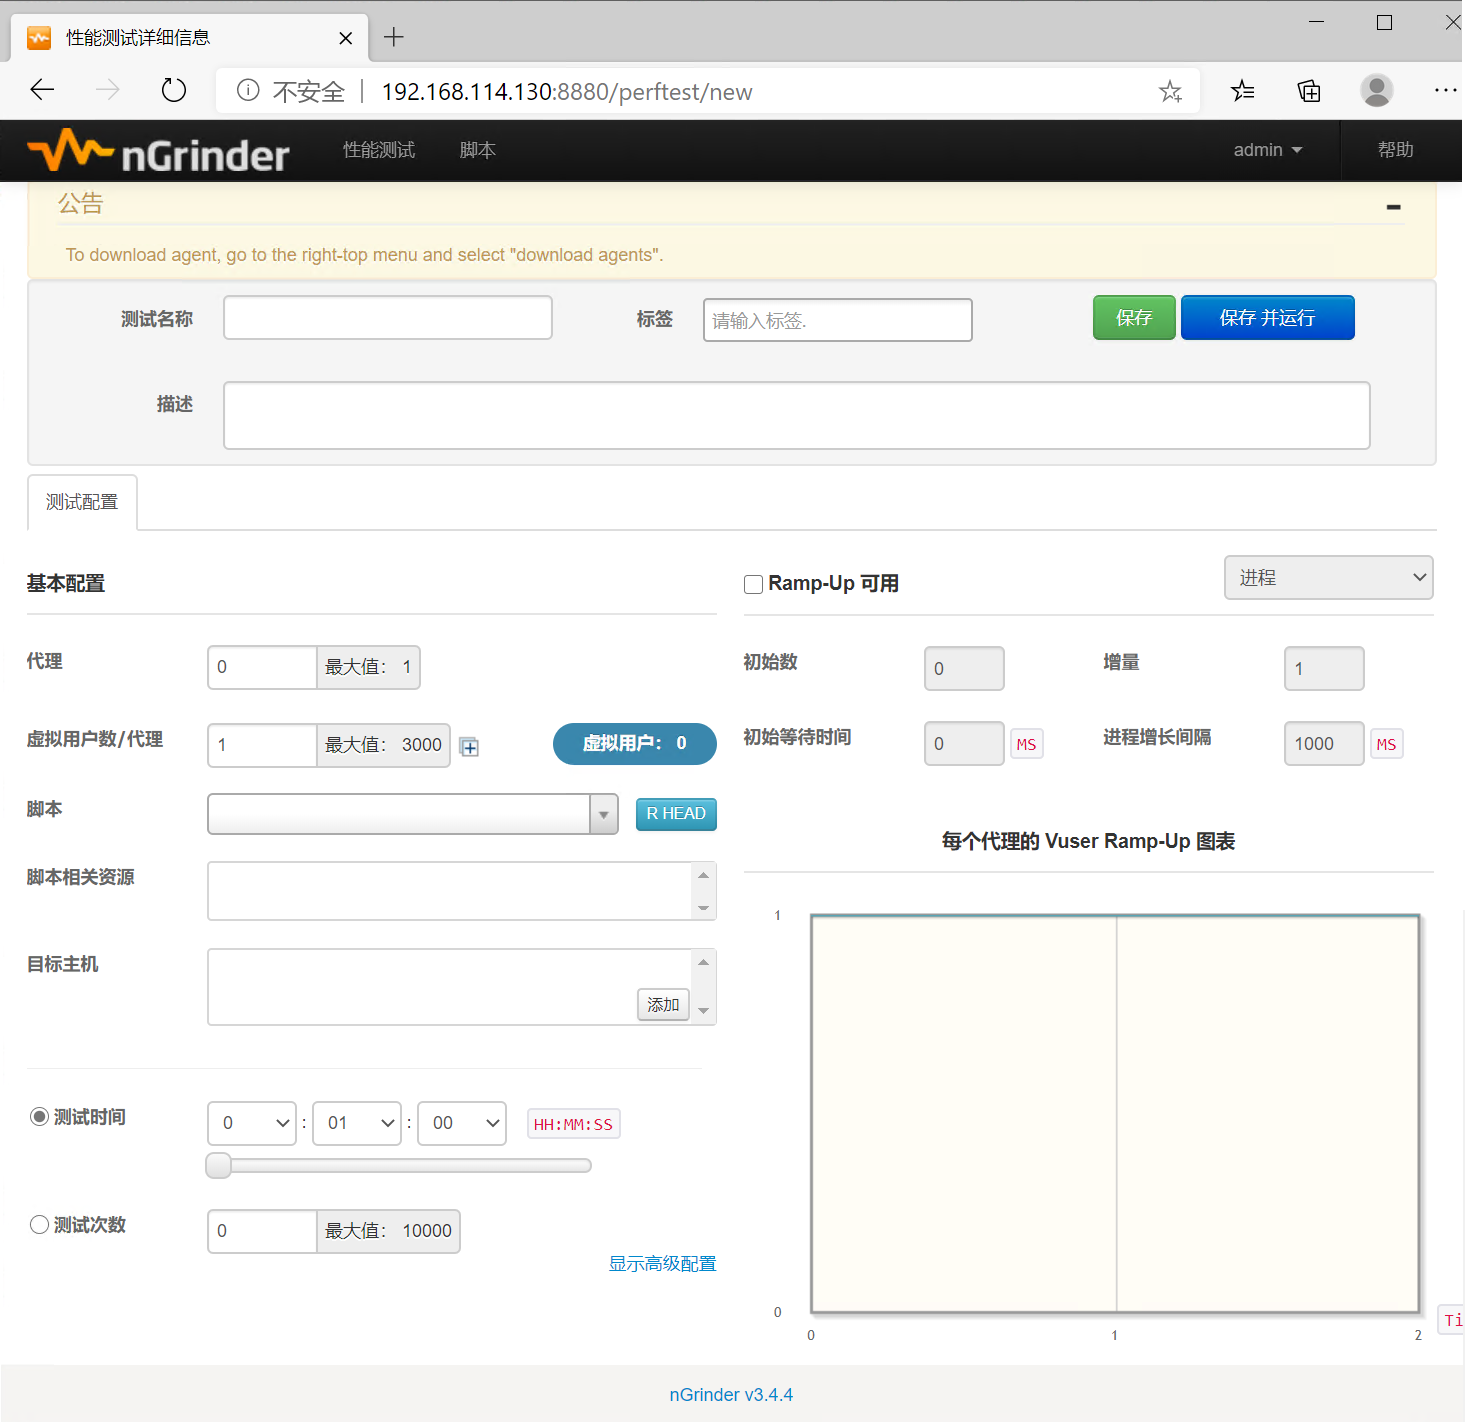 性能测试详细信息
不安全 192.168.114.130:8880/perftest/new
nGrinder 性能测试 脚本 admin 帮助
公告
To download agent, go to the right-top menu and select "download agents".
测试名称 标签 请输入标签. 保存 保存 并运行
描述
测试配置
基本配置
代理 0 最大值： 1
虚拟用户数/代理 1 最大值： 3000 虚拟用户： 0
脚本 R HEAD
脚本相关资源
目标主机
添加
测试时间 0 : 01 : 00 HH:MM:SS
测试次数 0 最大值： 10000
显示高级配置
Ramp-Up 可用 进程
初始数 0 增量 1
初始等待时间 0 MS 进程增长间隔 1000 MS
每个代理的 Vuser Ramp-Up 图表
1
0
0 1 2
Ti
nGrinder v3.4.4